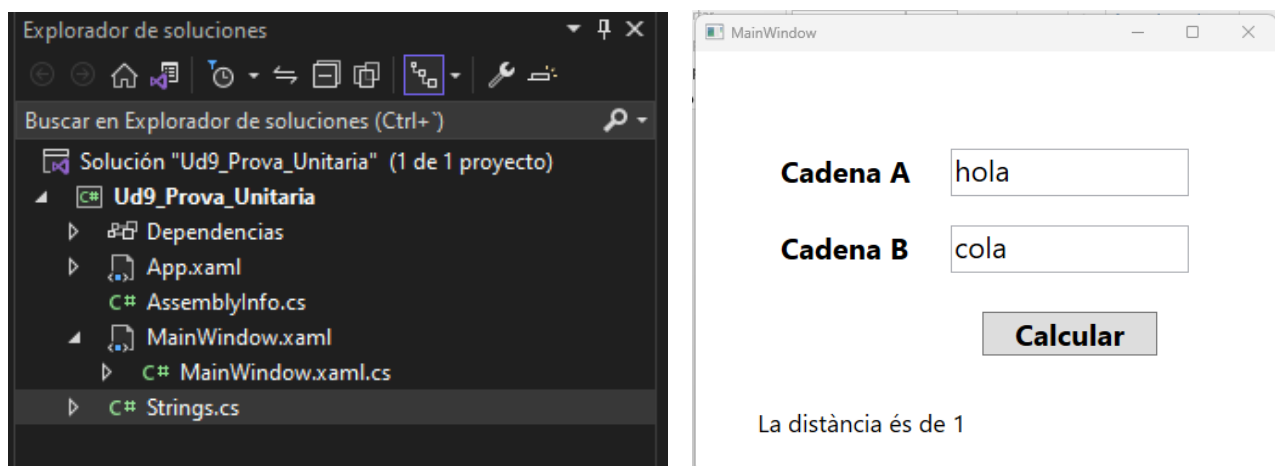 Explorador de soluciones
Buscar en Explorador de soluciones (Ctrl+`)
Solución "Ud9_Prova_Unitaria" (1 de 1 proyecto)
C# Ud9_Prova_Unitaria
Dependencias
App.xaml
C# AssemblyInfo.cs
MainWindow.xaml
C# MainWindow.xaml.cs
C# Strings.cs
MainWindow
Cadena A hola
Cadena B cola
Calcular
La distància és de 1